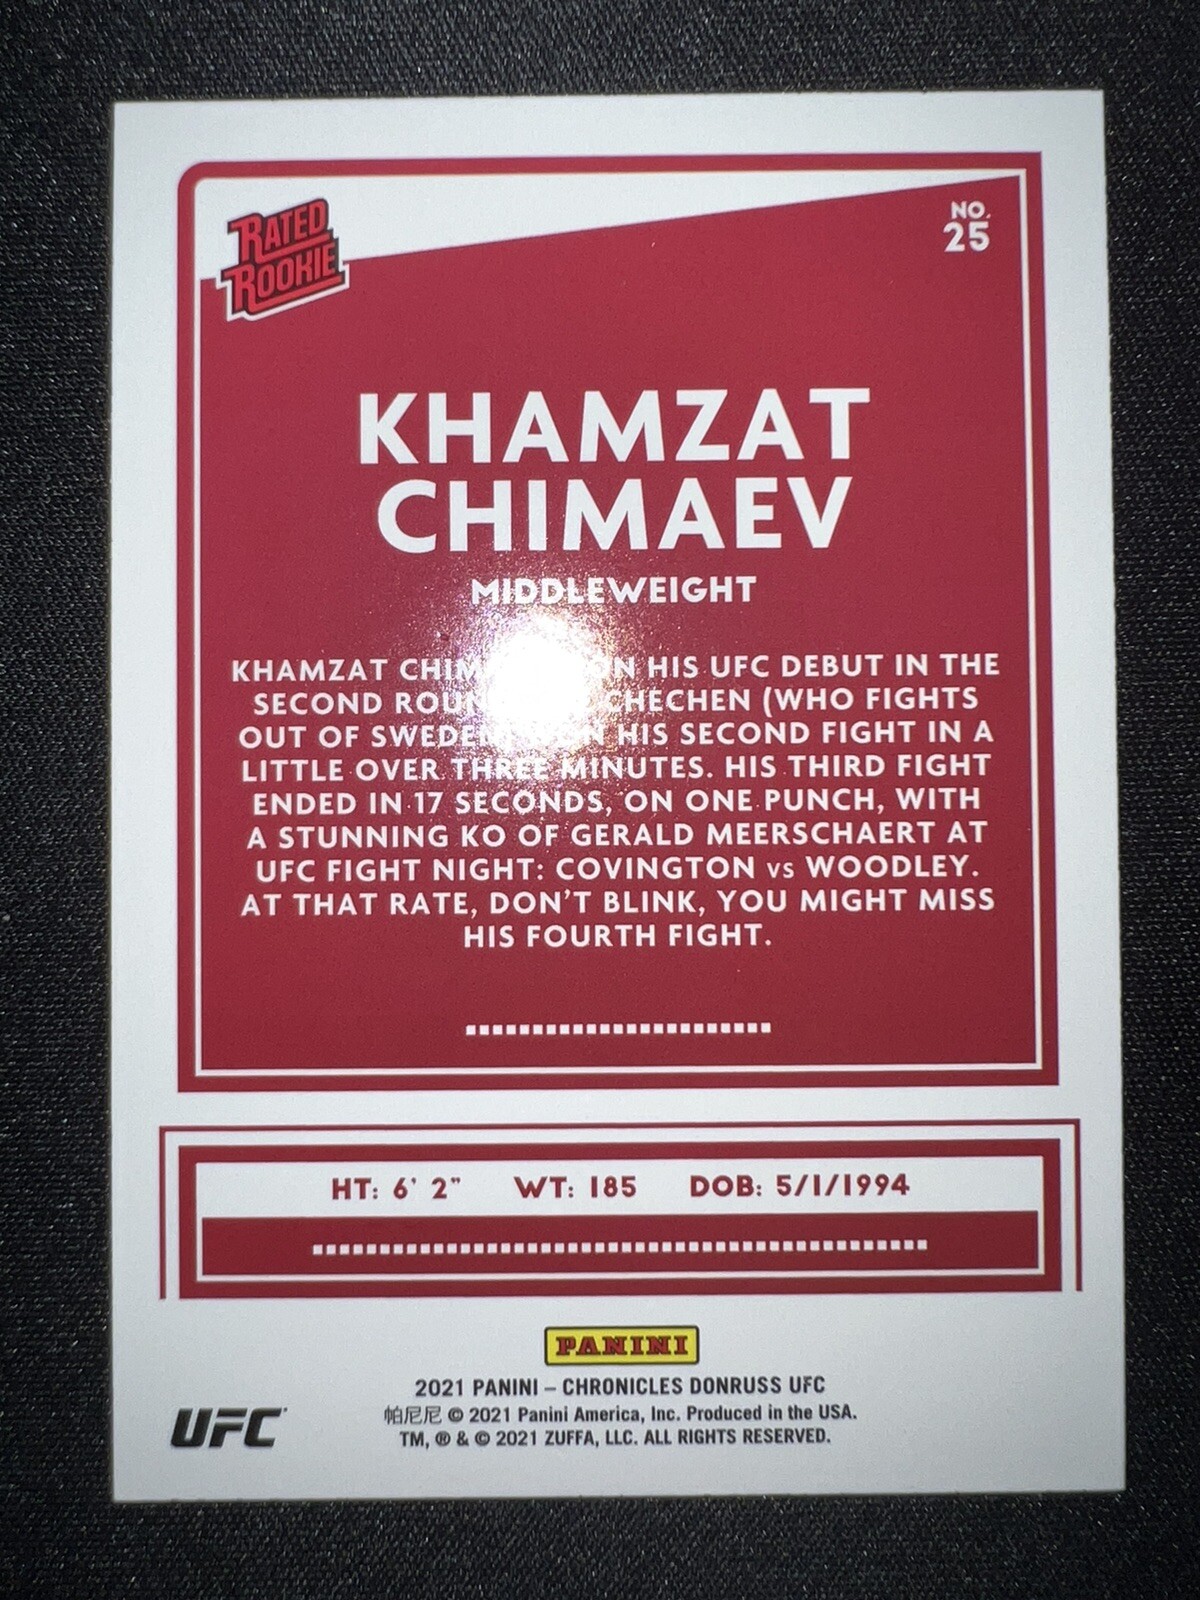 RATED
ROOKIE
NO.
25
KHAMZAT
CHIMAEV
MIDDLEWEIGHT
KHAMZAT HIS UFC DEBUT IN THE
SECOND CHECHEN (WHO FIGHTS
OUT OF SWEDEN HIS SECOND FIGHT IN A
LITTLE OVER THREE MINUTES. HIS THIRD FIGHT
ENDED IN 17 SECONDS, ON ONE PUNCH, WITH
A STUNNING KO OF GERALD MEERSCHAERT AT
UFC FIGHT NIGHT: COVINGTON vs WOODLEY.
AT THAT RATE, DON'T BLINK, YOU MIGHT MISS
HIS FOURTH FIGHT.
HT: 6' 2" WT: 185 DOB: 5/1/1994
PANINI
2021 PANINI – CHRONICLES DONRUSS UFC
帕尼尼 © 2021 Panini America, Inc. Produced in the USA.
TM, ® & © 2021 ZUFFA, LLC. ALL RIGHTS RESERVED.
UFC